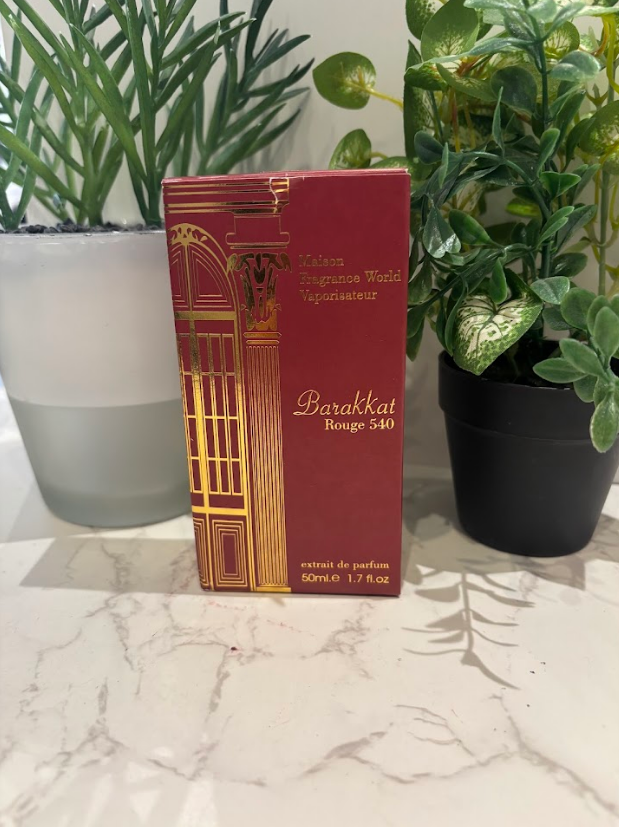 Maison
Fragrance World
Vaporisateur
Barakkat
Rouge 540
extrait de parfum
50ml.e 1.7 fl.oz